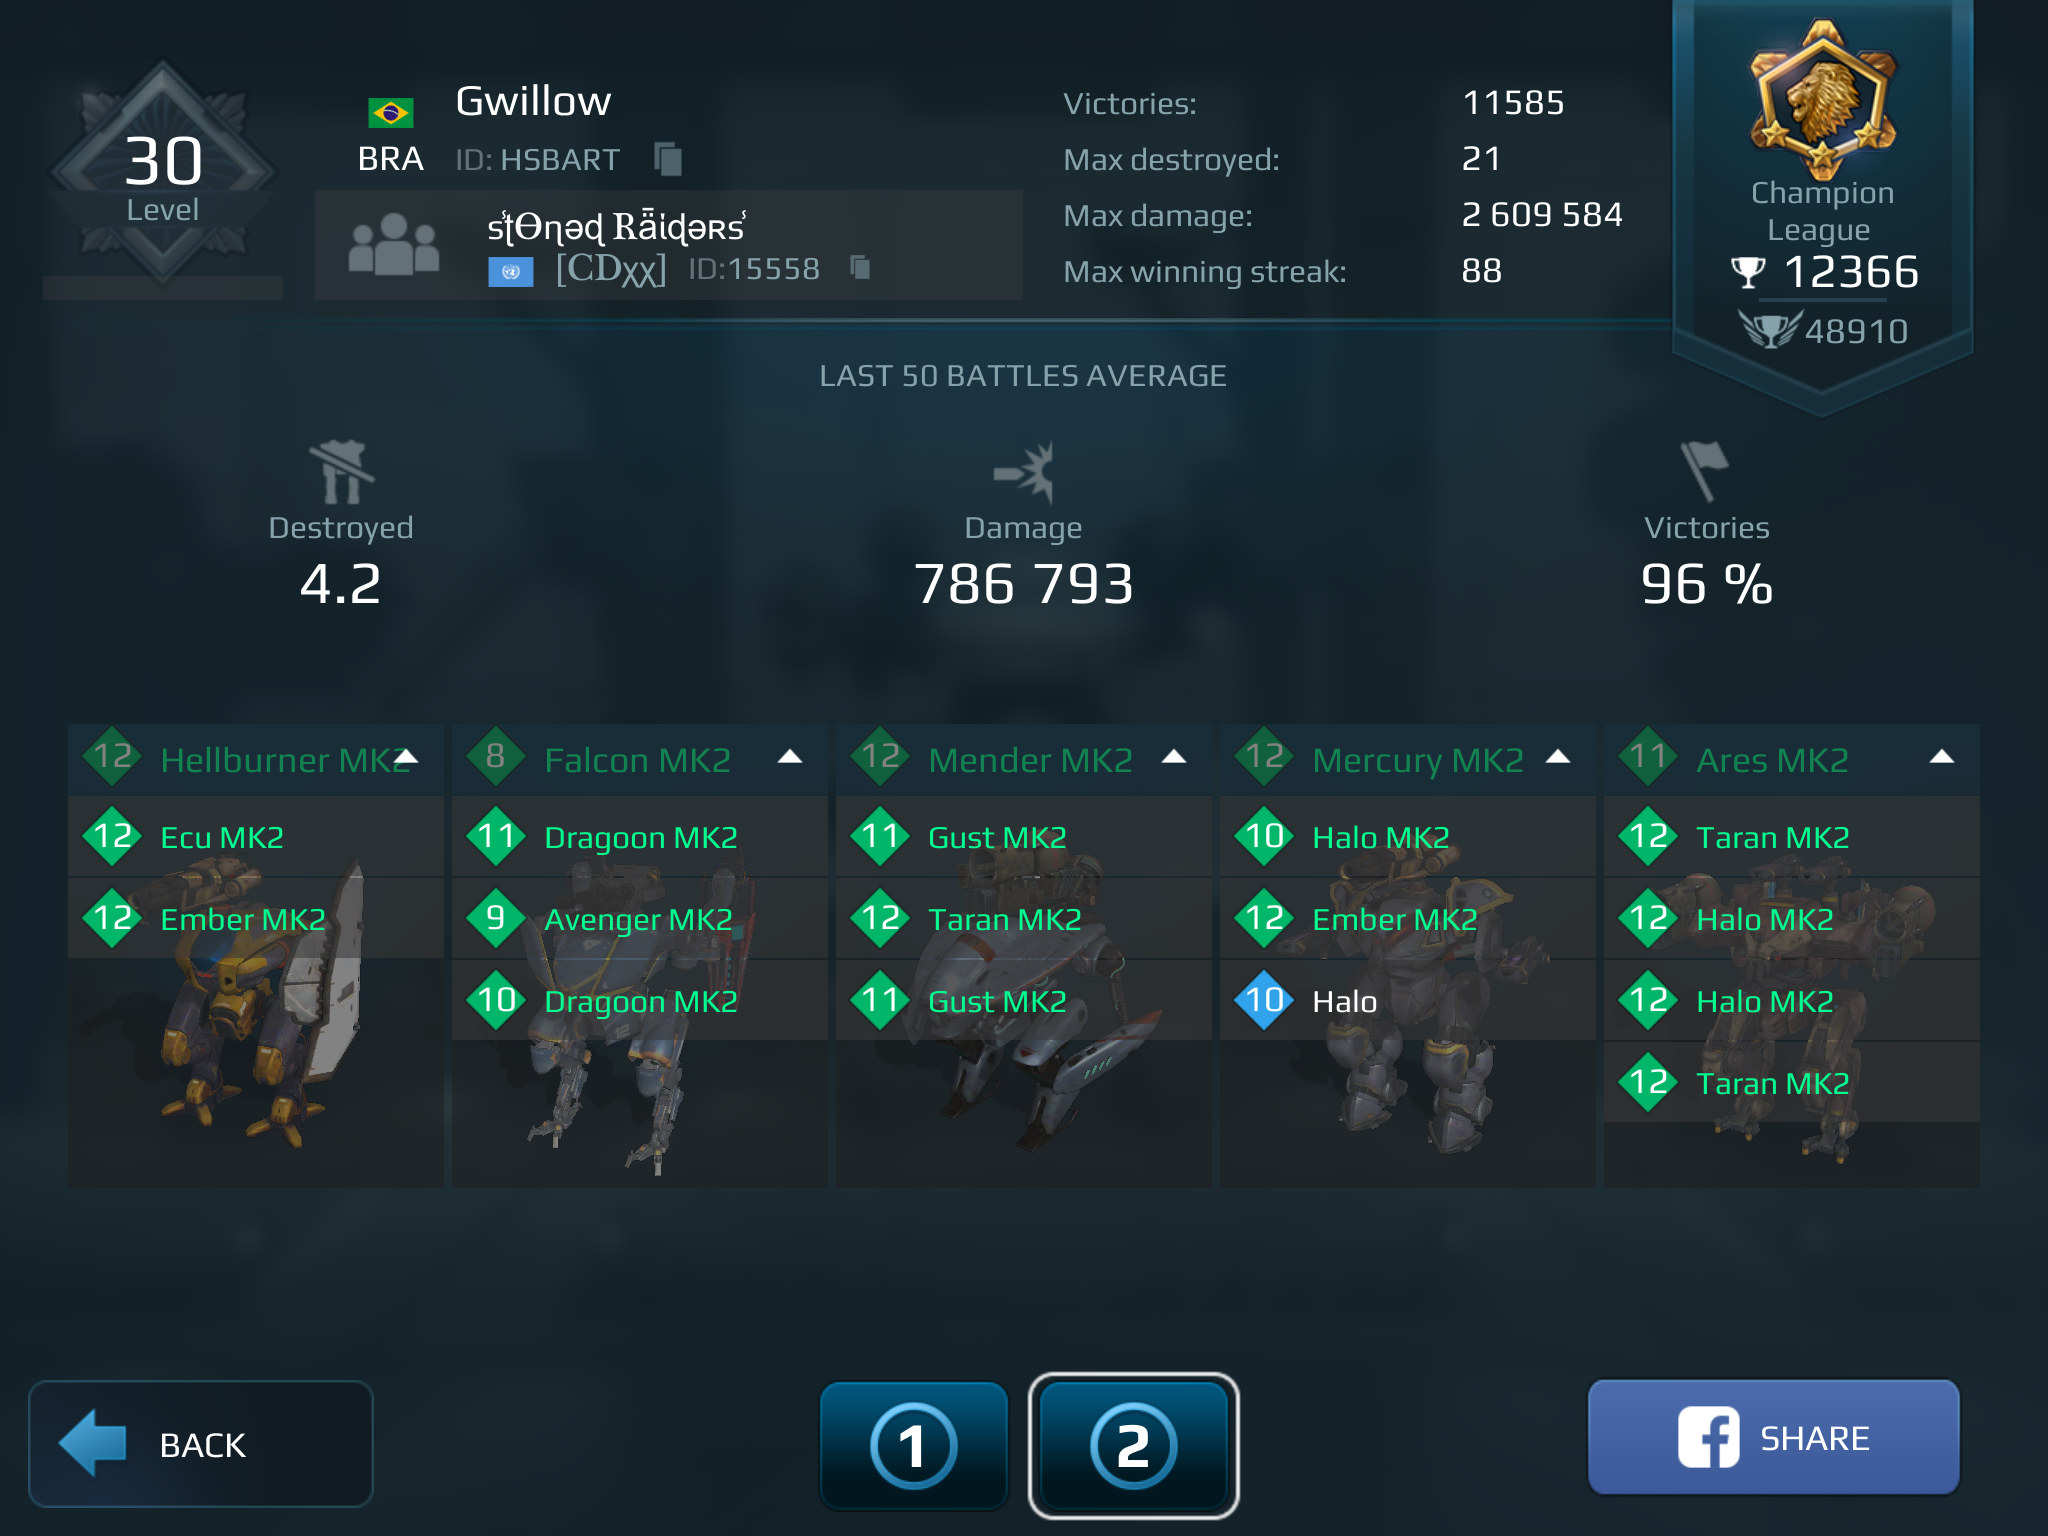 30
Level
BRA
Gwillow
ID: HSBART
[CDχχ] ID:15558
Victories: 11585
Max destroyed: 21
Max damage: 2 609 584
Max winning streak: 88
Champion
League
12366
48910
LAST 50 BATTLES AVERAGE
Destroyed
4.2
Damage
786 793
Victories
96 %
12 Hellburner MK2
12 Ecu MK2
12 Ember MK2
8 Falcon MK2
11 Dragoon MK2
9 Avenger MK2
10 Dragoon MK2
12 Mender MK2
11 Gust MK2
12 Taran MK2
11 Gust MK2
12 Mercury MK2
10 Halo MK2
12 Ember MK2
10 Halo
11 Ares MK2
12 Taran MK2
12 Halo MK2
12 Halo MK2
12 Taran MK2
BACK
1
2
SHARE